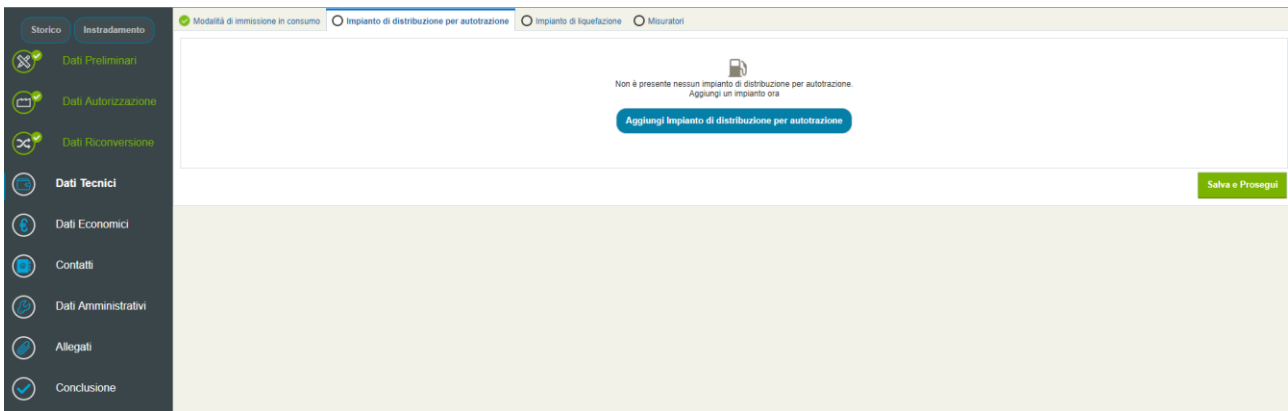 Storico Instradamento
Dati Preliminari
Dati Autorizzazione
Dati Riconversione
Dati Tecnici
Dati Economici
Contatti
Dati Amministrativi
Allegati
Conclusione
Modalità di immissione in consumo Impianto di distribuzione per autotrazione Impianto di liquefazione Misuratori
Non è presente nessun impianto di distribuzione per autotrazione.
Aggiungi un impianto ora
Aggiungi Impianto di distribuzione per autotrazione
Salva e Prosegui